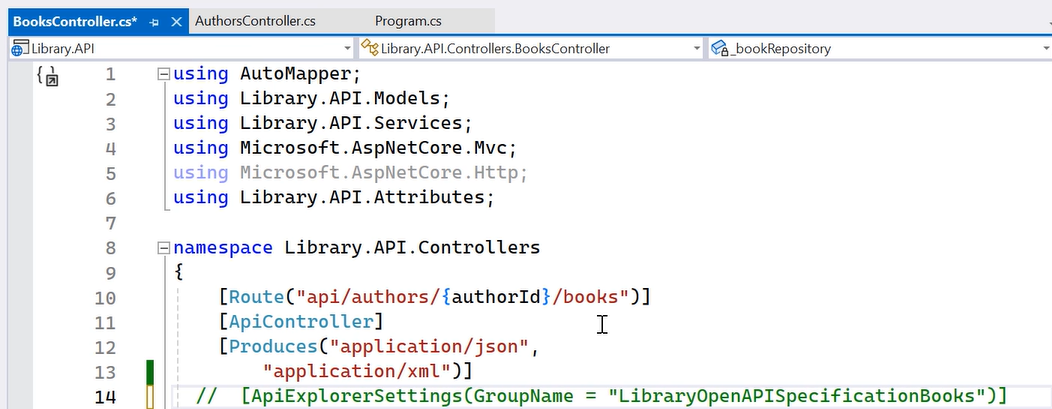 BooksController.cs* AuthorsController.cs Program.cs
Library.API Library.API.Controllers.BooksController _bookRepository
1 using AutoMapper;
2 using Library.API.Models;
3 using Library.API.Services;
4 using Microsoft.AspNetCore.Mvc;
5 using Microsoft.AspNetCore.Http;
6 using Library.API.Attributes;
7
8 namespace Library.API.Controllers
9 {
10 [Route("api/authors/{authorId}/books")]
11 [ApiController]
12 [Produces("application/json",
13 "application/xml")]
14 // [ApiExplorerSettings(GroupName = "LibraryOpenAPISpecificationBooks")]